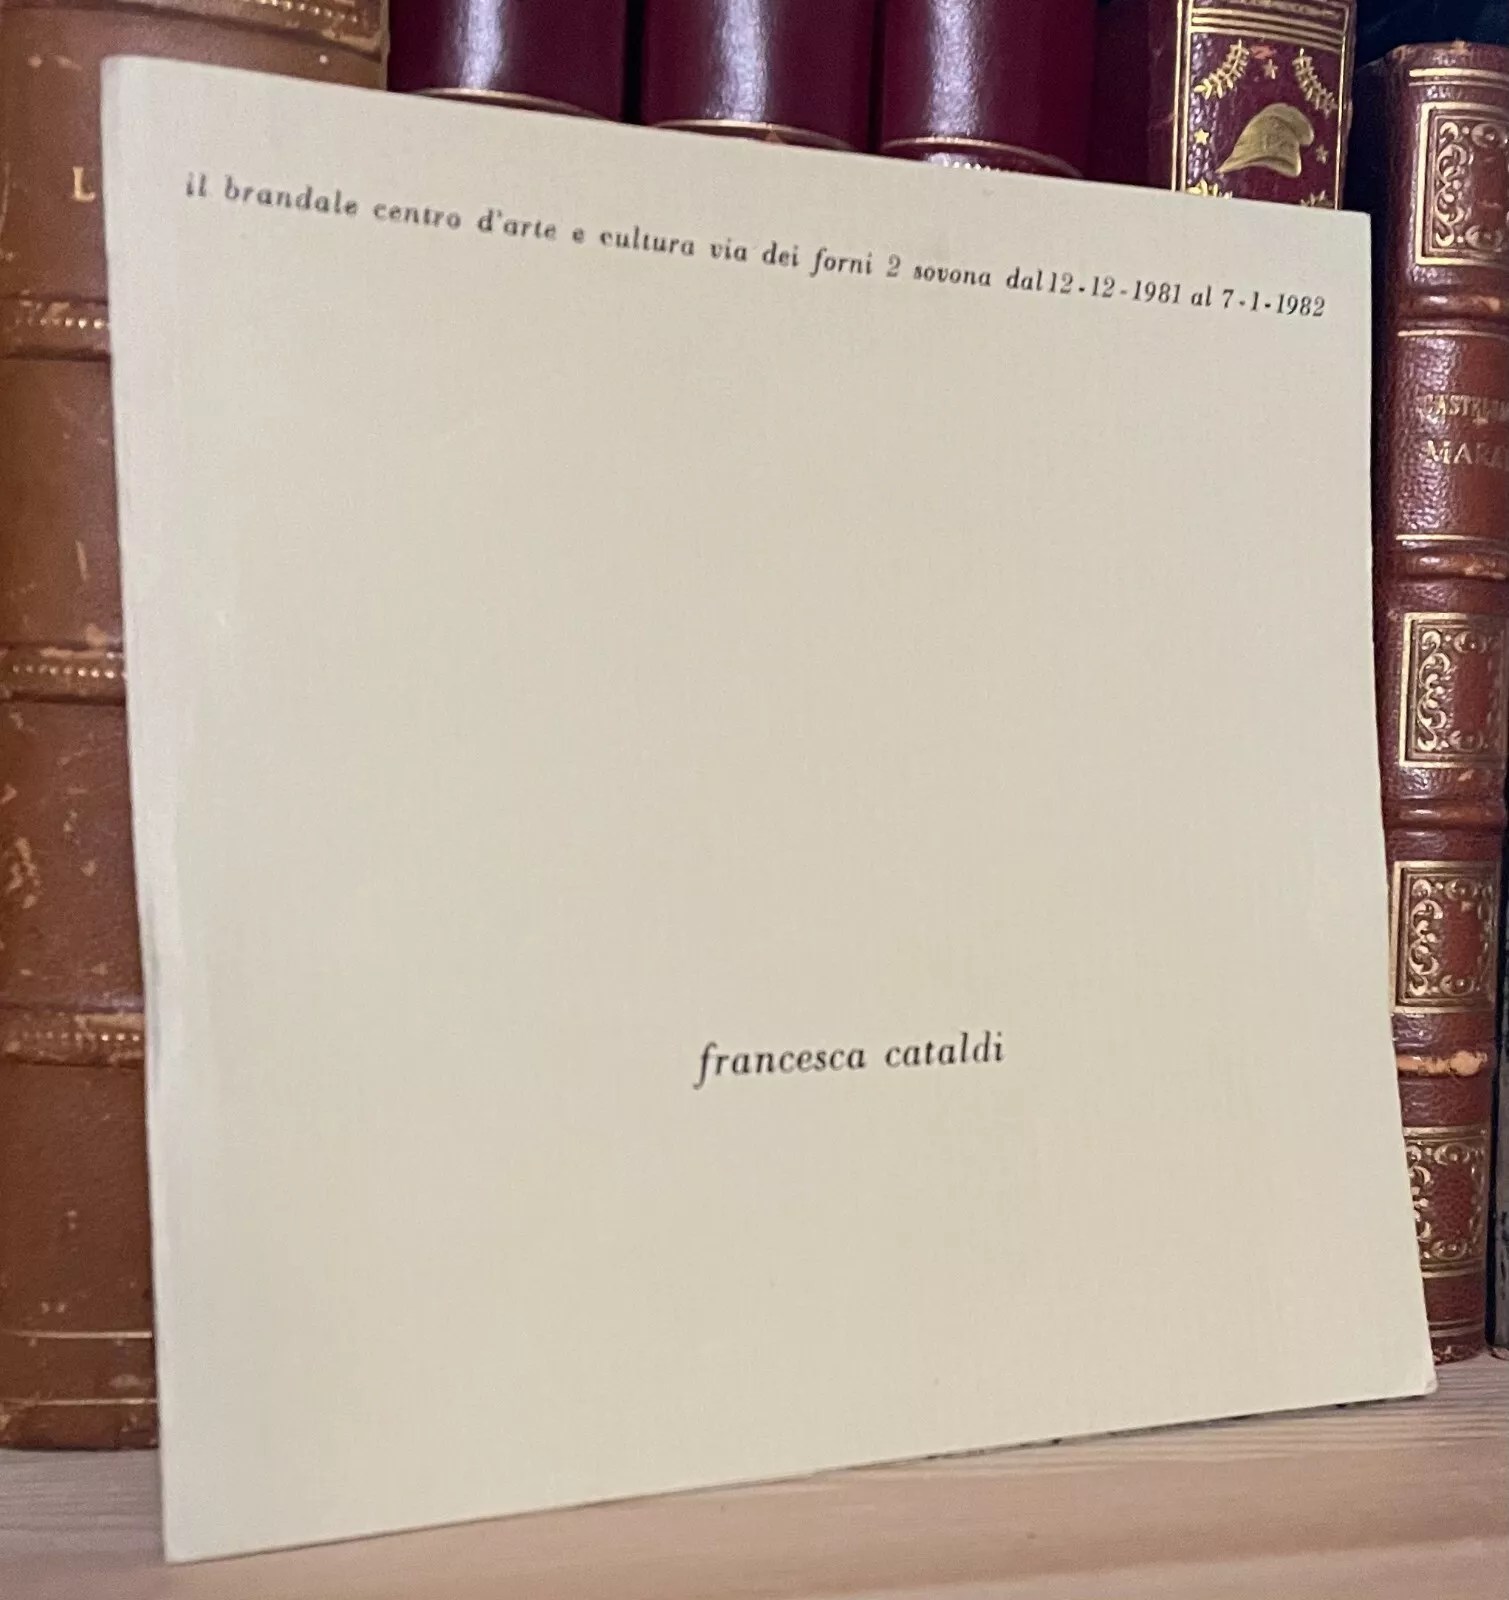 il brandale centro d'arte e cultura via dei forni 2 sovona dal 12-12-1981 al 7-1-1982
francesca cataldi
L